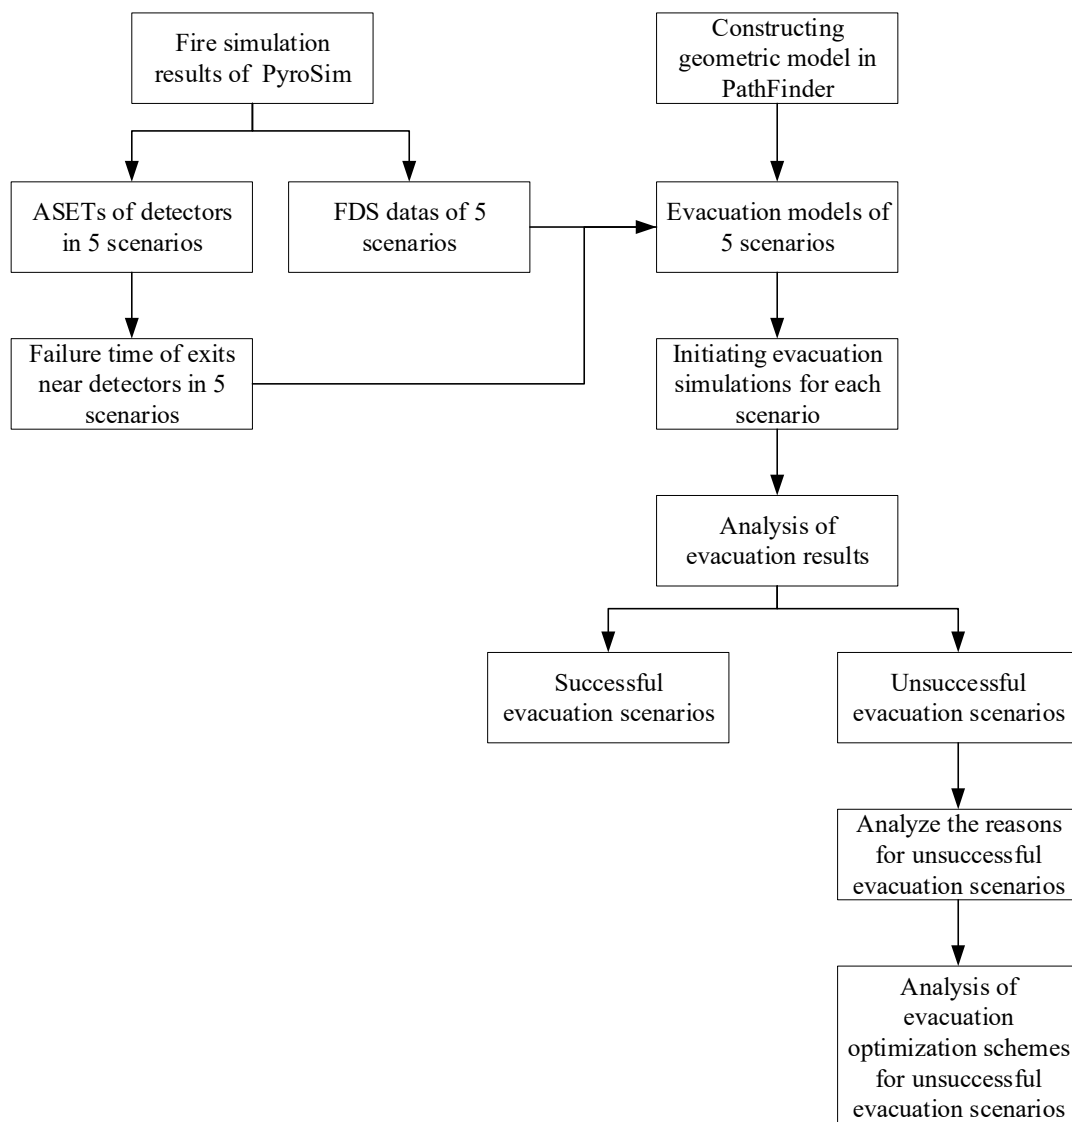 Fire simulation
results of PyroSim
Constructing
geometric model in
PathFinder
ASETs of detectors
in 5 scenarios
FDS datas of 5
scenarios
Evacuation models of
5 scenarios
Failure time of exits
near detectors in 5
scenarios
Initiating evacuation
simulations for each
scenario
Analysis of
evacuation results
Successful
evacuation scenarios
Unsuccessful
evacuation scenarios
Analyze the reasons
for unsuccessful
evacuation scenarios
Analysis of
evacuation
optimization schemes
for unsuccessful
evacuation scenarios